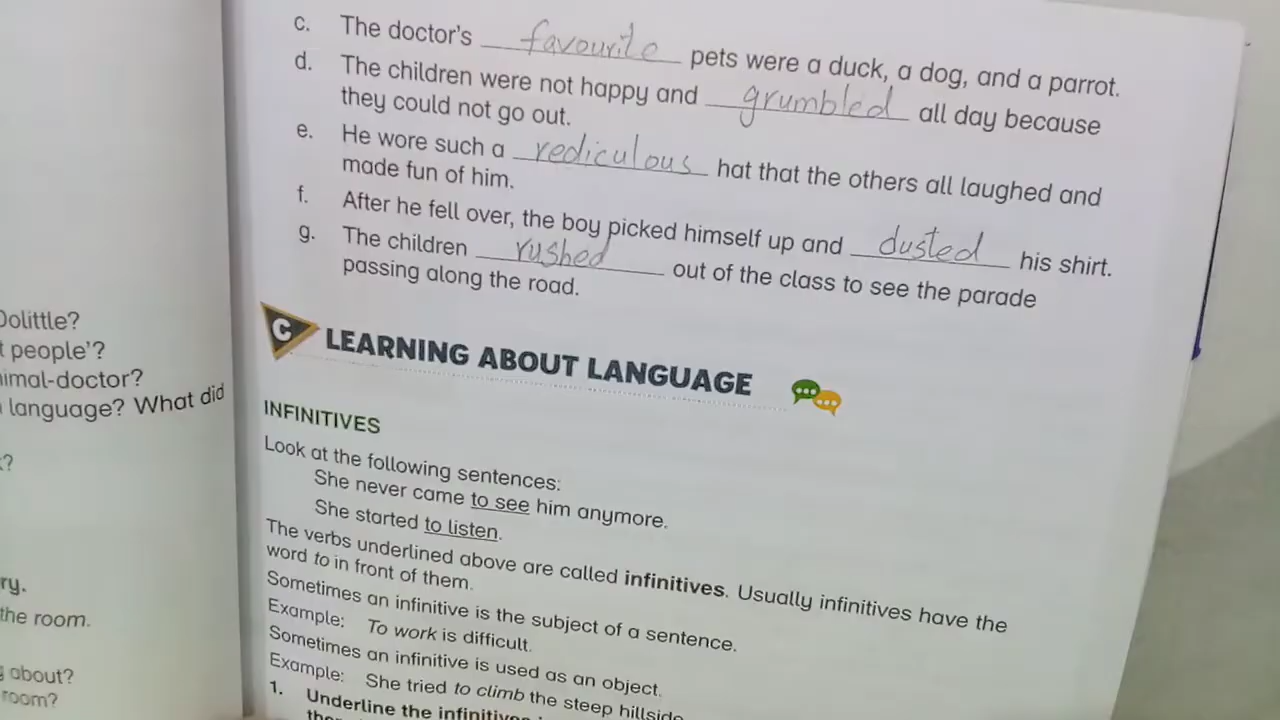 c. The doctor's favourite pets were a duck, a dog, and a parrot.
d. The children were not happy and grumbled all day because
they could not go out.
e. He wore such a rediculous hat that the others all laughed and
made fun of him.
f. After he fell over, the boy picked himself up and dusted his shirt.
g. The children rushed out of the class to see the parade
passing along the road.
C LEARNING ABOUT LANGUAGE
INFINITIVES
Look at the following sentences:
She never came to see him anymore.
She started to listen.
The verbs underlined above are called infinitives. Usually infinitives have the
word to in front of them.
Sometimes an infinitive is the subject of a sentence.
Example: To work is difficult.
Sometimes an infinitive is used as an object.
Example: She tried to climb the steep hillside
1. Underline the infinitives
Dolittle?
people'?
language? What did
ry.
the room.
about?
room?